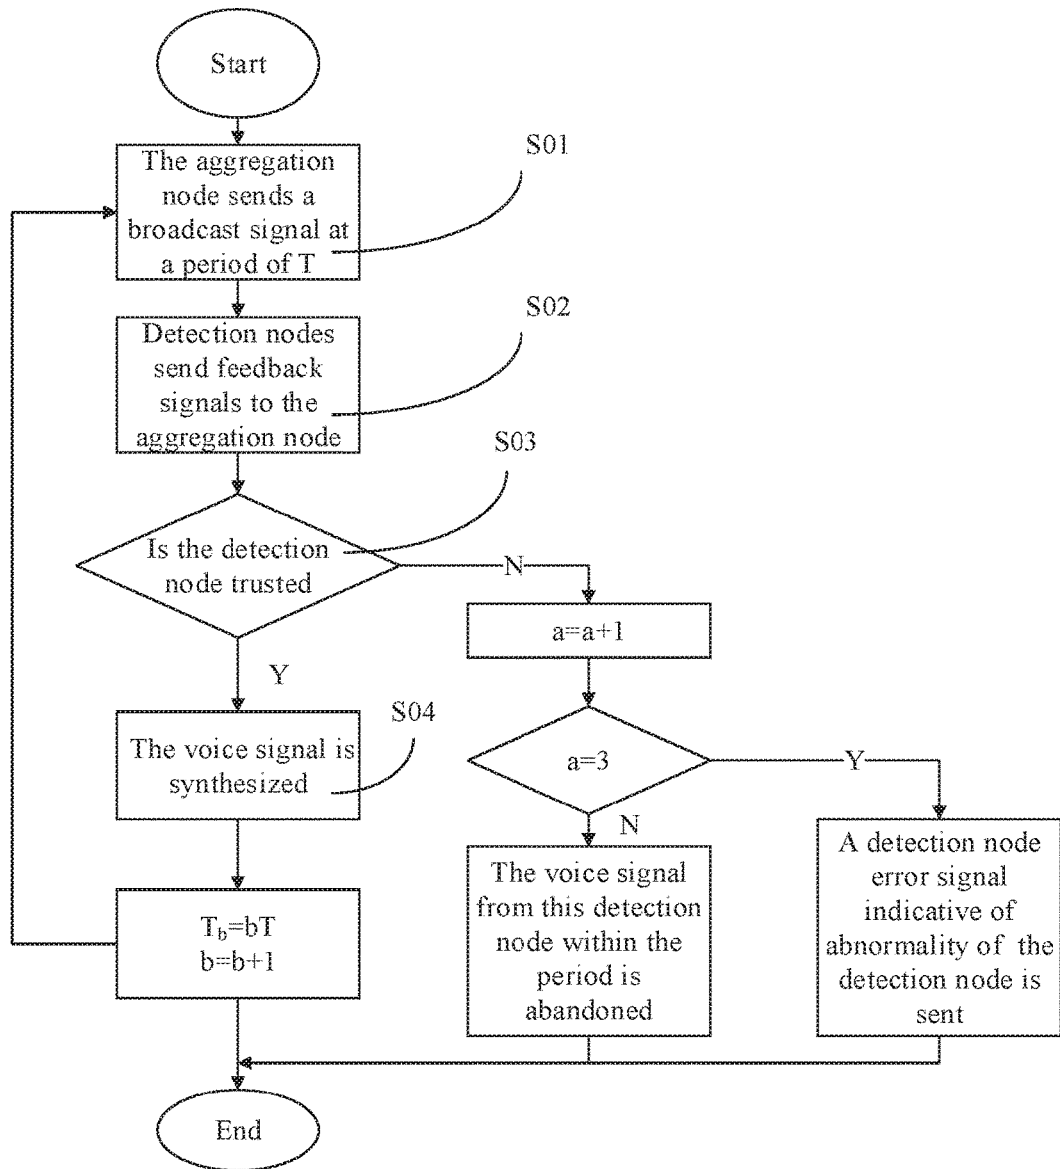 Start
The aggregation
node sends a
broadcast signal at
a period of T
S01
Detection nodes
send feedback
signals to the
aggregation node
S02
S03
Is the detection
node trusted
N
Y
a=a+1
The voice signal is
synthesized
S04
a=3
Y
N
T_b=bT
b=b+1
The voice signal
from this detection
node within the
period is
abandoned
A detection node
error signal
indicative of
abnormality of the
detection node is
sent
End